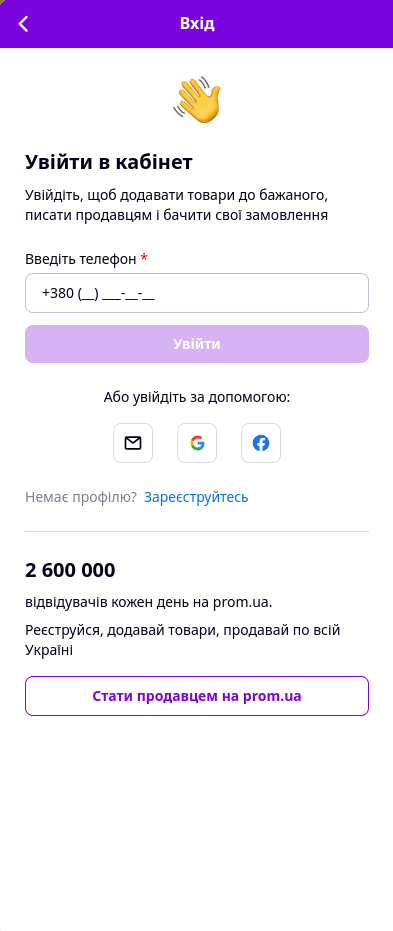 Вхід
Увійти в кабінет
Увійдіть, щоб додавати товари до бажаного,
писати продавцям і бачити свої замовлення
Введіть телефон *
+380 (__) ___-__-__
Увійти
Або увійдіть за допомогою:
Немає профілю? Зареєструйтесь
2 600 000
відвідувачів кожен день на prom.ua.
Реєструйся, додавай товари, продавай по всій
Україні
Стати продавцем на prom.ua